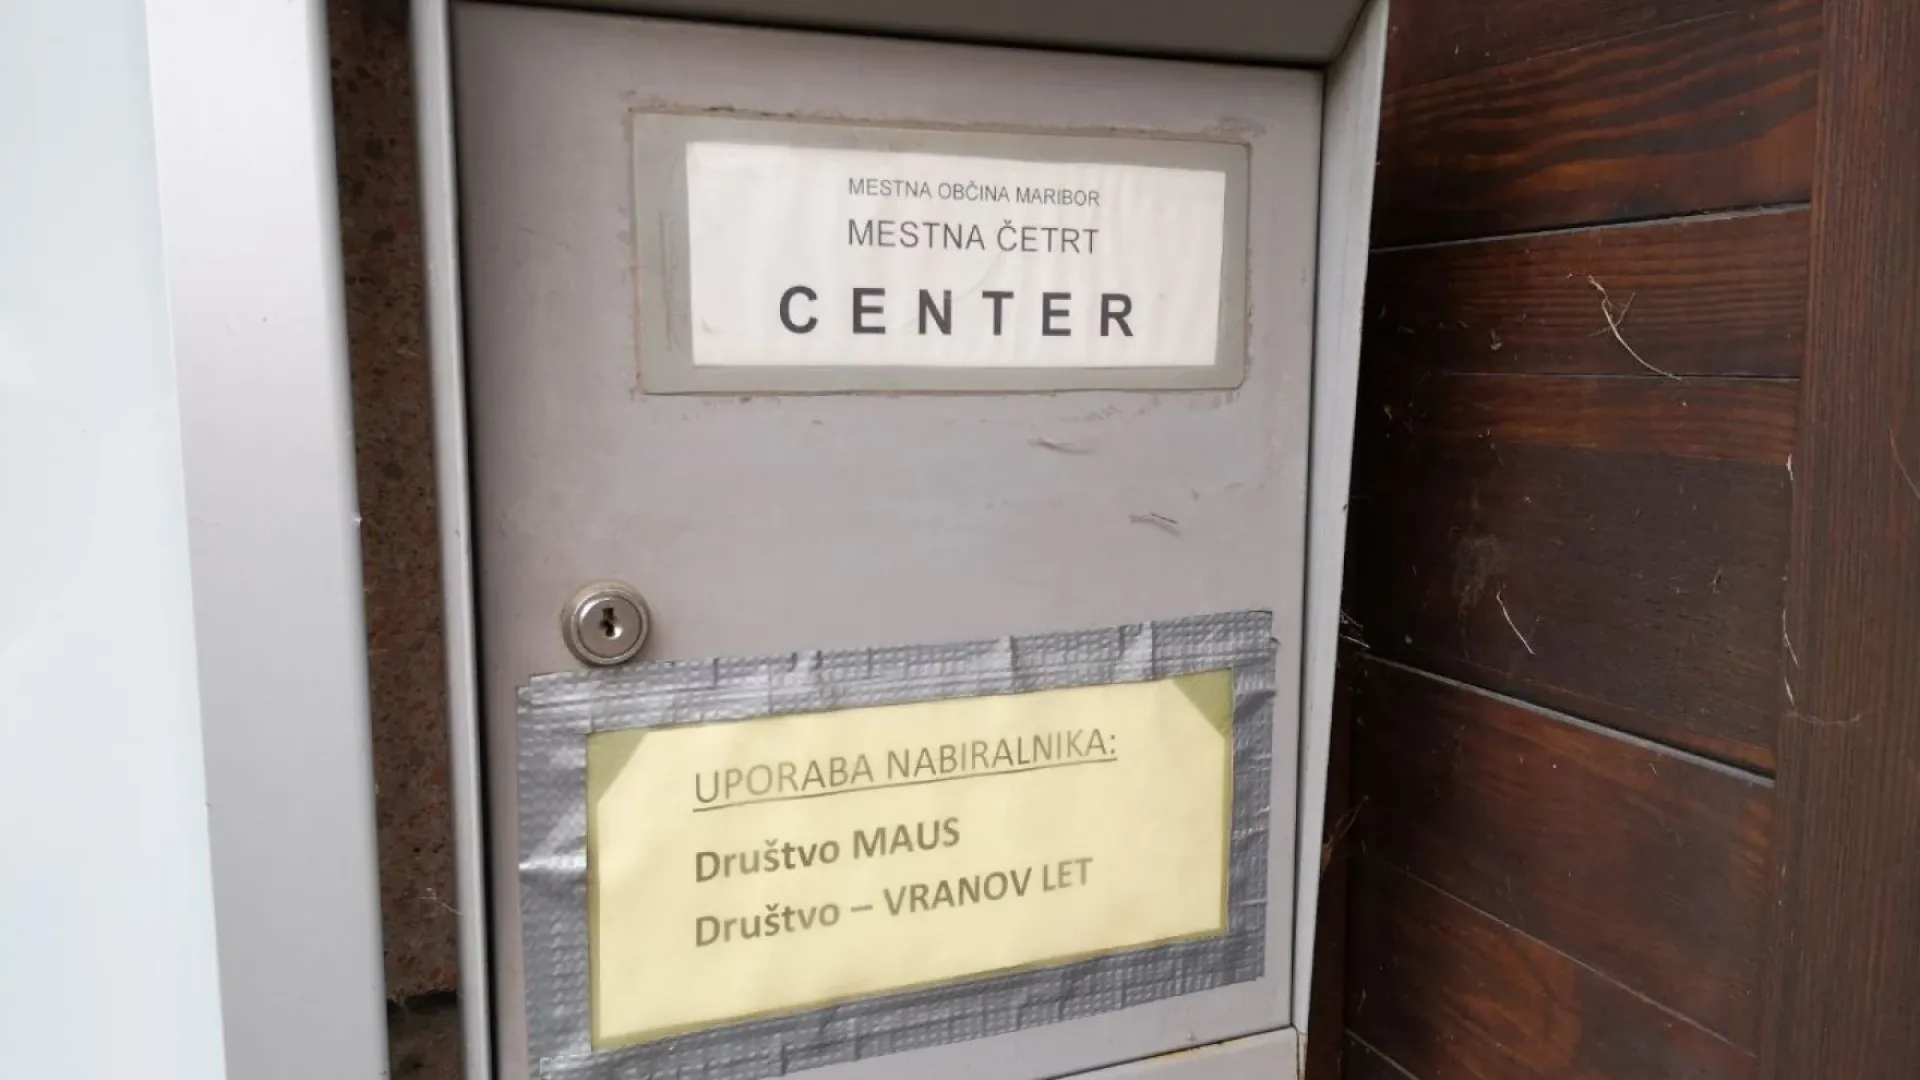 MESTNA OBČINA MARIBOR
MESTNA ČETRT
CENTER
UPORABA NABIRALNIKA:
Društvo MAUS
Društvo – VRANOV LET